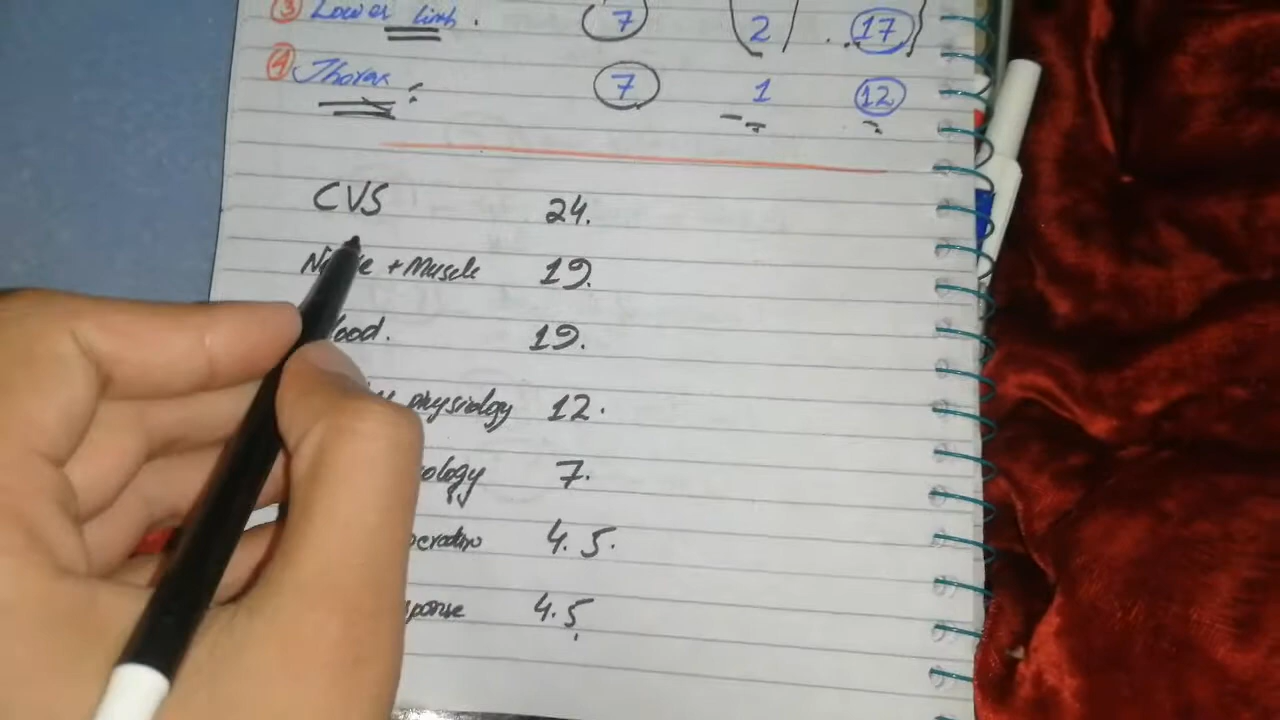 ③ Lower limb. 7 2 17
④ Thorax: 7 1 12
CVS 24.
+ Muscle 19.
19.
physiology 12.
7.
4.5.
4.5